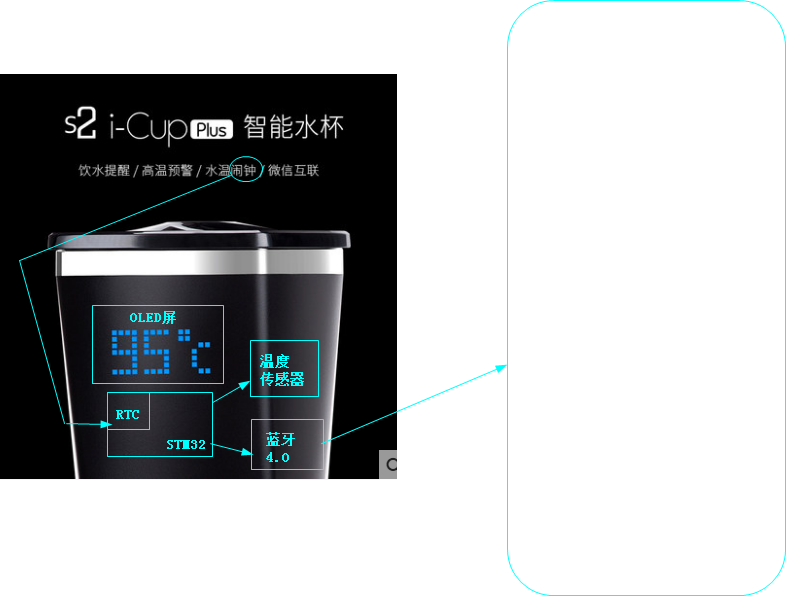 s2 i-Cup Plus 智能水杯
饮水提醒 / 高温预警 / 水温闹钟 / 微信互联
OLED屏
95℃
温度
传感器
RTC
STM32
蓝牙
4.0